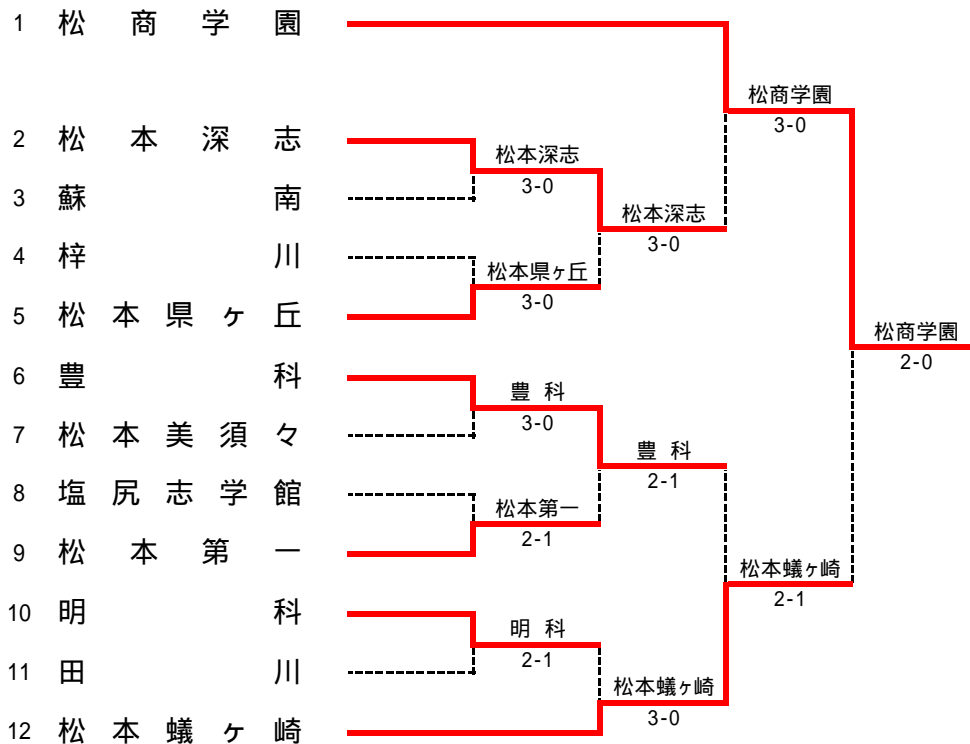 1 松商学園
2 松本深志
3 蘇南
4 梓川
5 松本県ヶ丘
6 豊科
7 松本美須々
8 塩尻志学館
9 松本第一
10 明科
11 田川
12 松本蟻ヶ崎
松本深志
3-0
松本県ヶ丘
3-0
豊科
3-0
松本第一
2-1
明科
2-1
松本深志
3-0
豊科
2-1
松本蟻ヶ崎
3-0
松商学園
3-0
松本蟻ヶ崎
2-1
松商学園
2-0